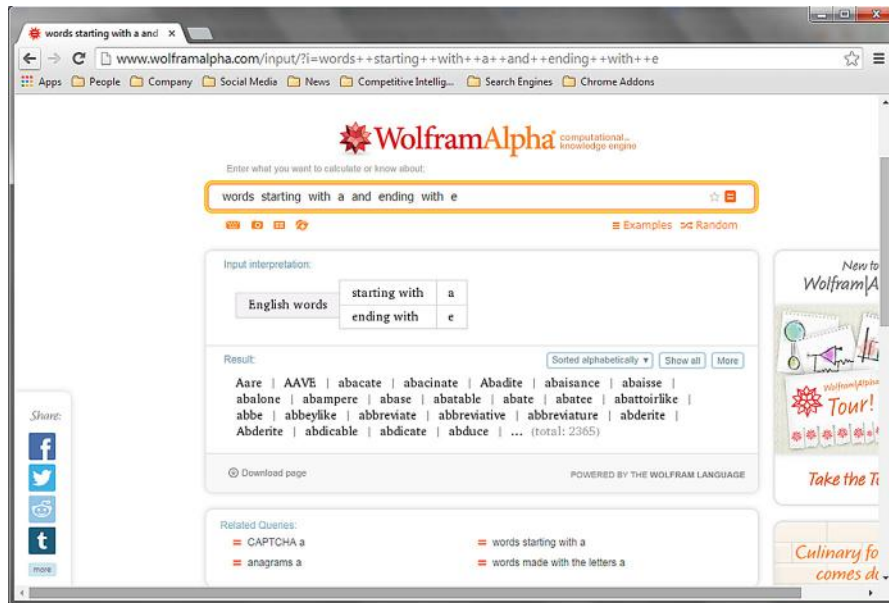 words starting with a and
www.wolframalpha.com/input/?i=words++starting++with++a++and++ending++with++e
Apps People Company Social Media News Competitive Intellig... Search Engines Chrome Addons
WolframAlpha computational...
knowledge engine
Enter what you want to calculate or know about:
words starting with a and ending with e
Examples Random
Input interpretation:
English words
starting with a
ending with e
Result:
Sorted alphabetically Show all More
Aare | AAVE | abacate | abacinate | Abadite | abaisance | abaisse |
abalone | abampere | abase | abatable | abate | abatee | abattoirlike |
abbe | abbeylike | abbreviate | abbreviative | abbreviature | abderite |
Abderite | abdicable | abdicate | abduce | ... (total: 2365)
Download page
POWERED BY THE WOLFRAM LANGUAGE
Related Queries:
= CAPTCHA a
= words starting with a
= anagrams a
= words made with the letters a
Share:
f
t
more
New to
Wolfram|A
Wolfram|Alpha
Tour!
Take the To
Culinary fo
comes do